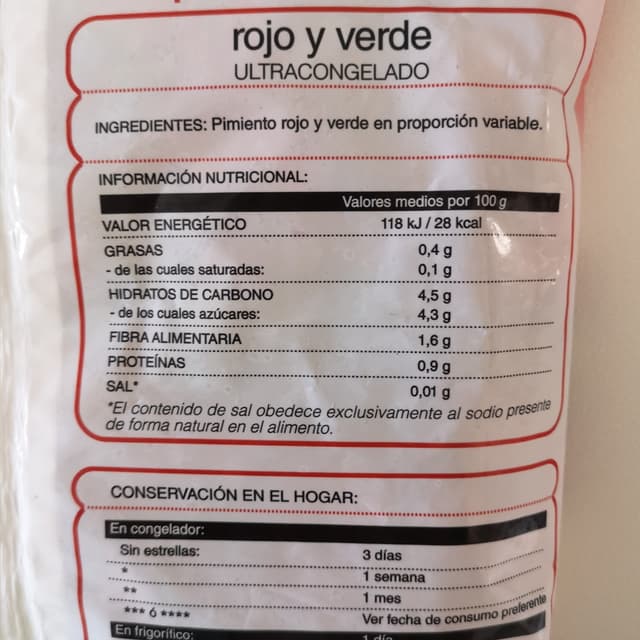 rojo y verde
ULTRACONGELADO
INGREDIENTES: Pimiento rojo y verde en proporción variable.
INFORMACIÓN NUTRICIONAL:
Valores medios por 100 g
VALOR ENERGÉTICO 118 kJ / 28 kcal
GRASAS 0,4 g
- de las cuales saturadas: 0,1 g
HIDRATOS DE CARBONO 4,5 g
- de los cuales azúcares: 4,3 g
FIBRA ALIMENTARIA 1,6 g
PROTEÍNAS 0,9 g
SAL* 0,01 g
*El contenido de sal obedece exclusivamente al sodio presente
de forma natural en el alimento.
CONSERVACIÓN EN EL HOGAR:
En congelador:
Sin estrellas: 3 días
* 1 semana
** 1 mes
*** ó **** Ver fecha de consumo preferente
En frigorífico: 1 día